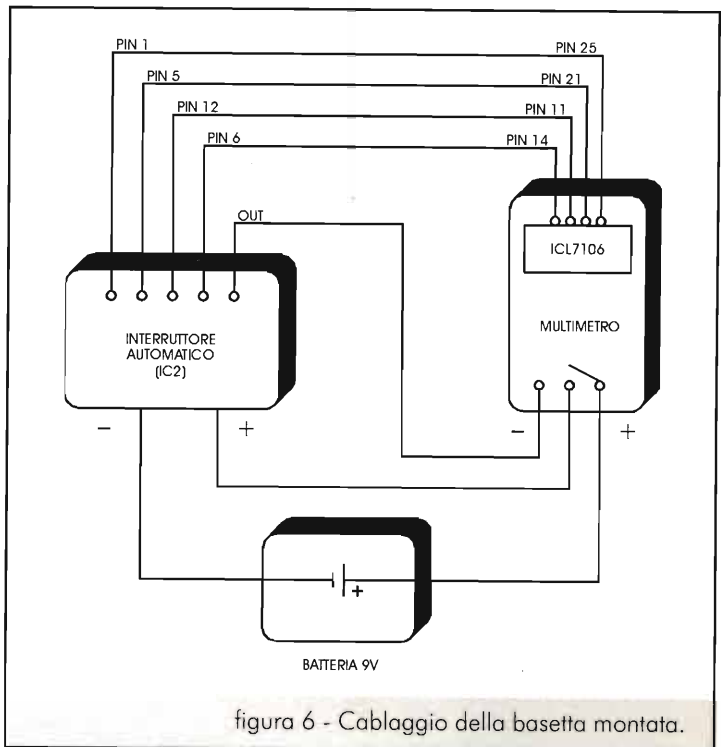 PIN 1
PIN 25
PIN 5
PIN 21
PIN 12
PIN 11
PIN 6
PIN 14
OUT
ICL7106
INTERRUTTORE
AUTOMATICO
(IC2)
MULTIMETRO
- +
- +
+
BATTERIA 9V
figura 6 - Cablaggio della basetta montata.